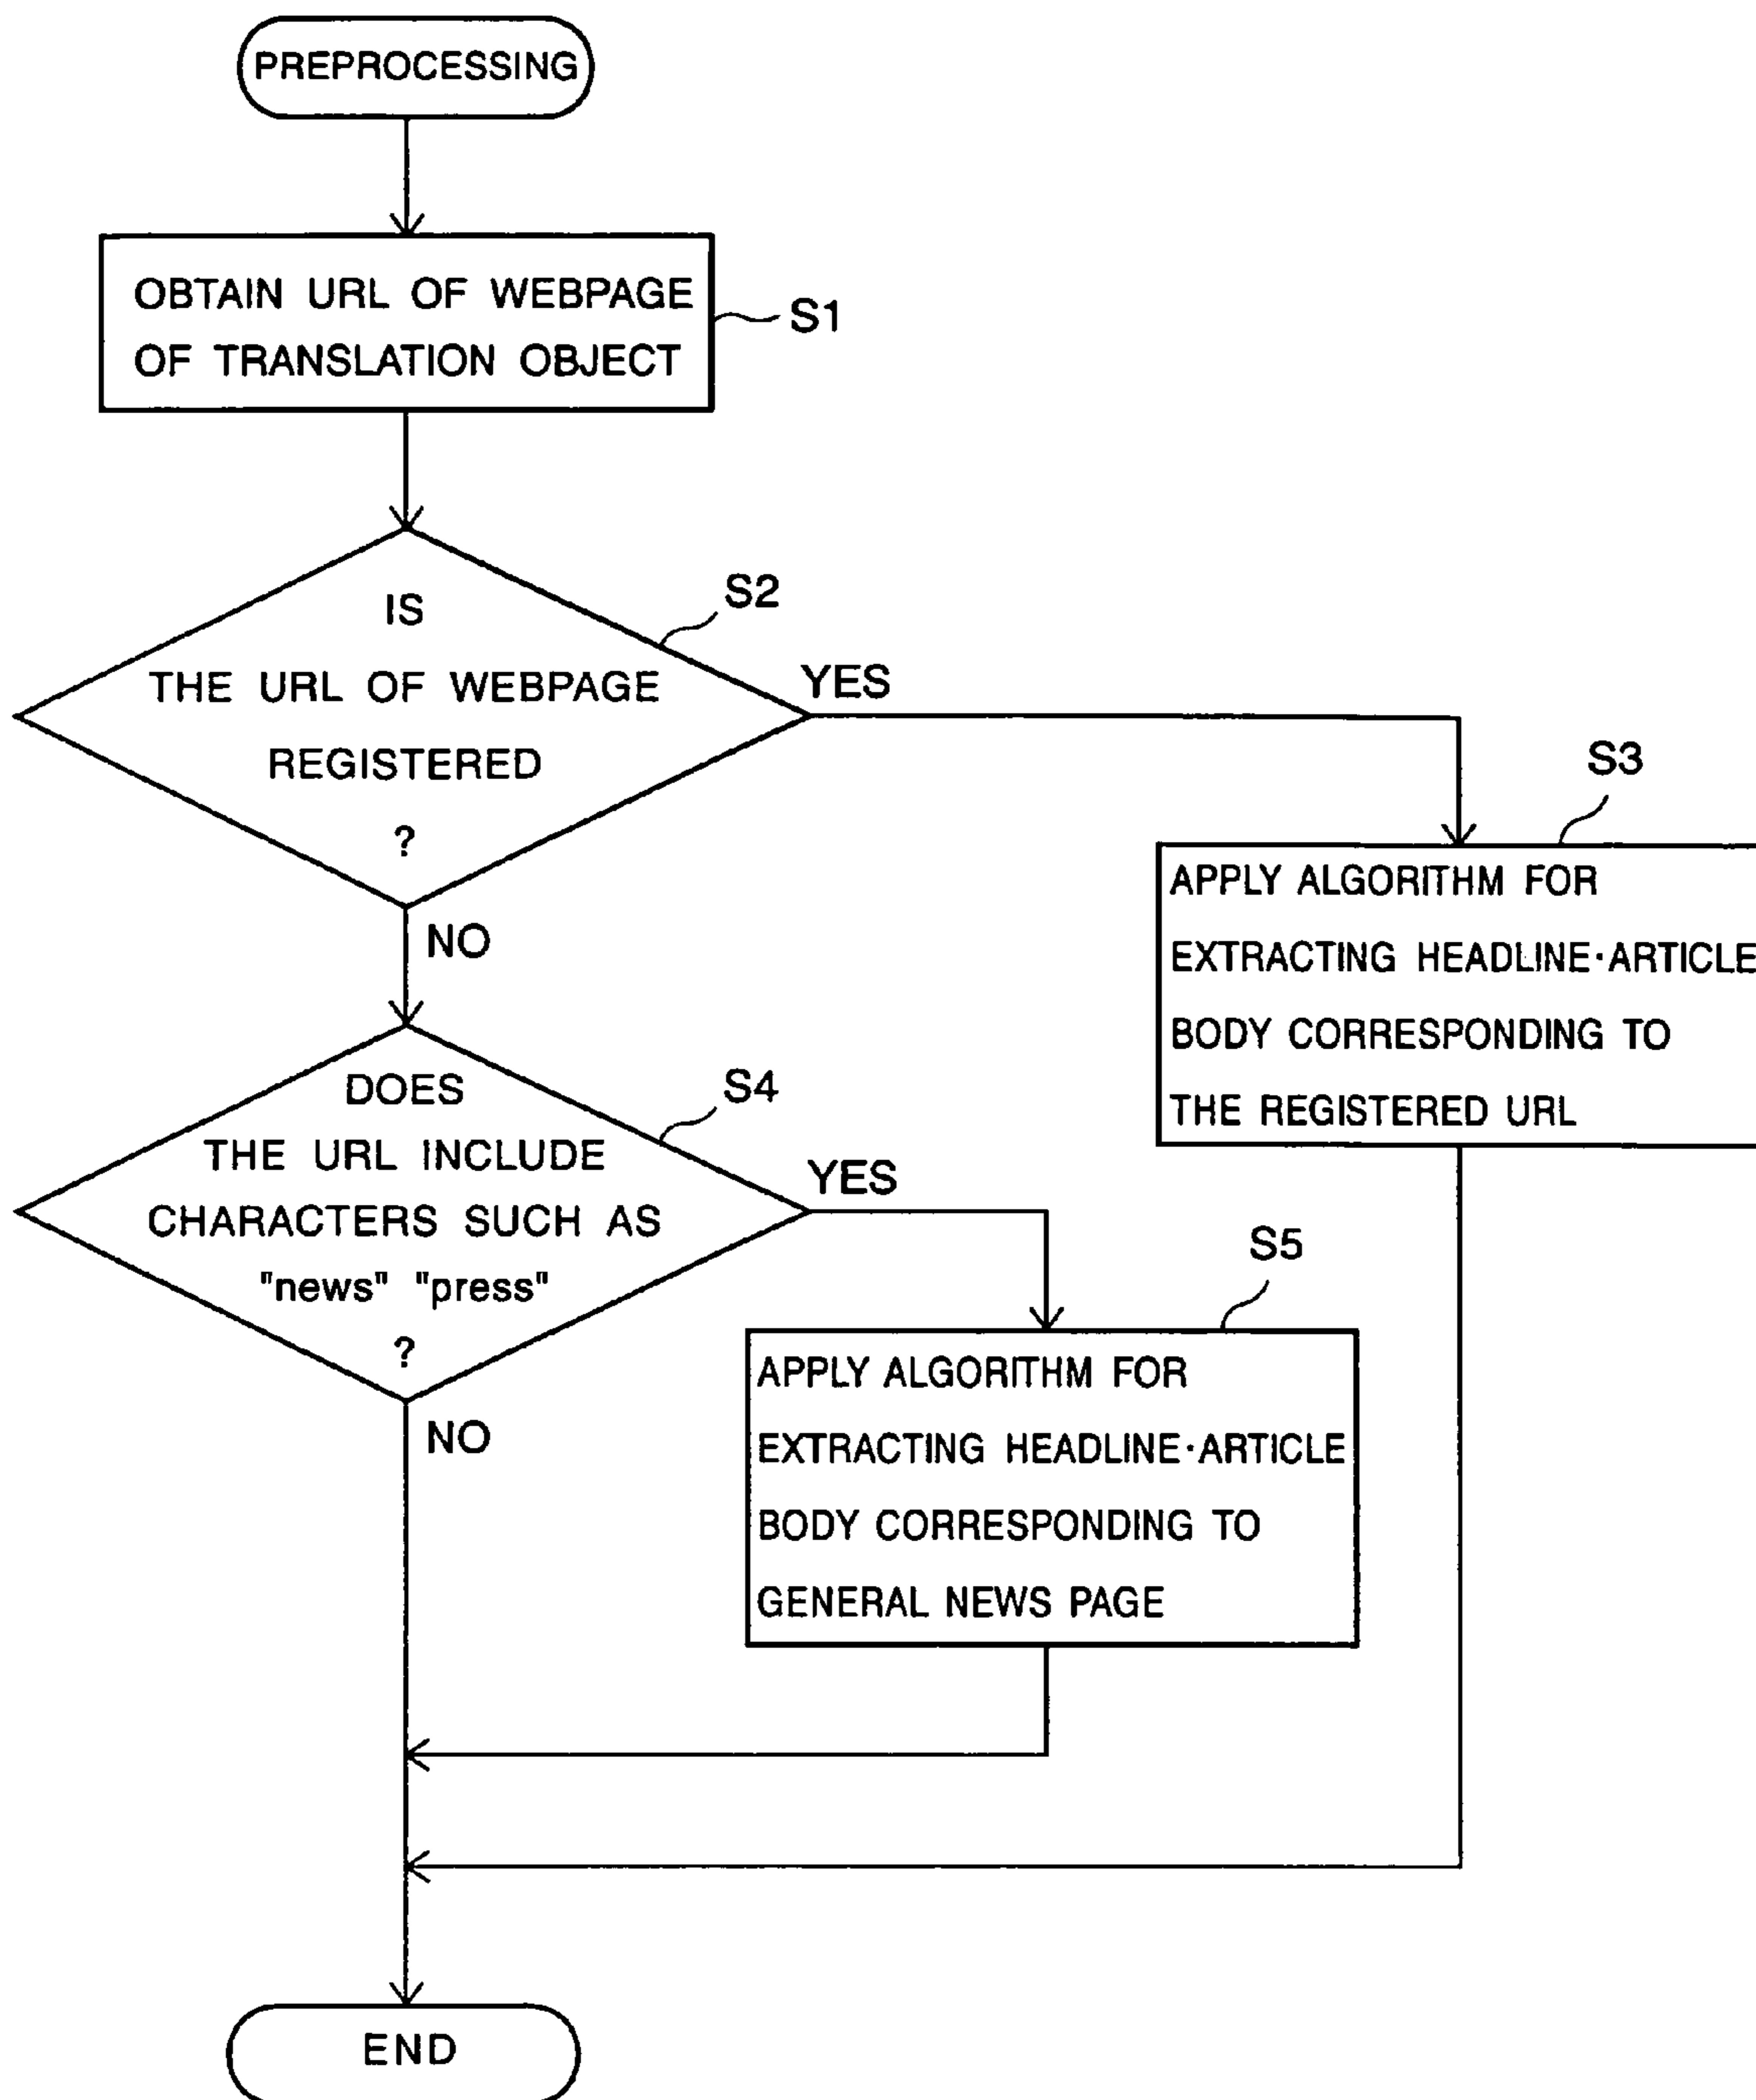 PREPROCESSING
OBTAIN URL OF WEBPAGE
OF TRANSLATION OBJECT
S1
IS
THE URL OF WEBPAGE
REGISTERED
?
S2
YES
NO
S3
APPLY ALGORITHM FOR
EXTRACTING HEADLINE·ARTICLE
BODY CORRESPONDING TO
THE REGISTERED URL
DOES
THE URL INCLUDE
CHARACTERS SUCH AS
"news" "press"
?
S4
YES
NO
S5
APPLY ALGORITHM FOR
EXTRACTING HEADLINE·ARTICLE
BODY CORRESPONDING TO
GENERAL NEWS PAGE
END